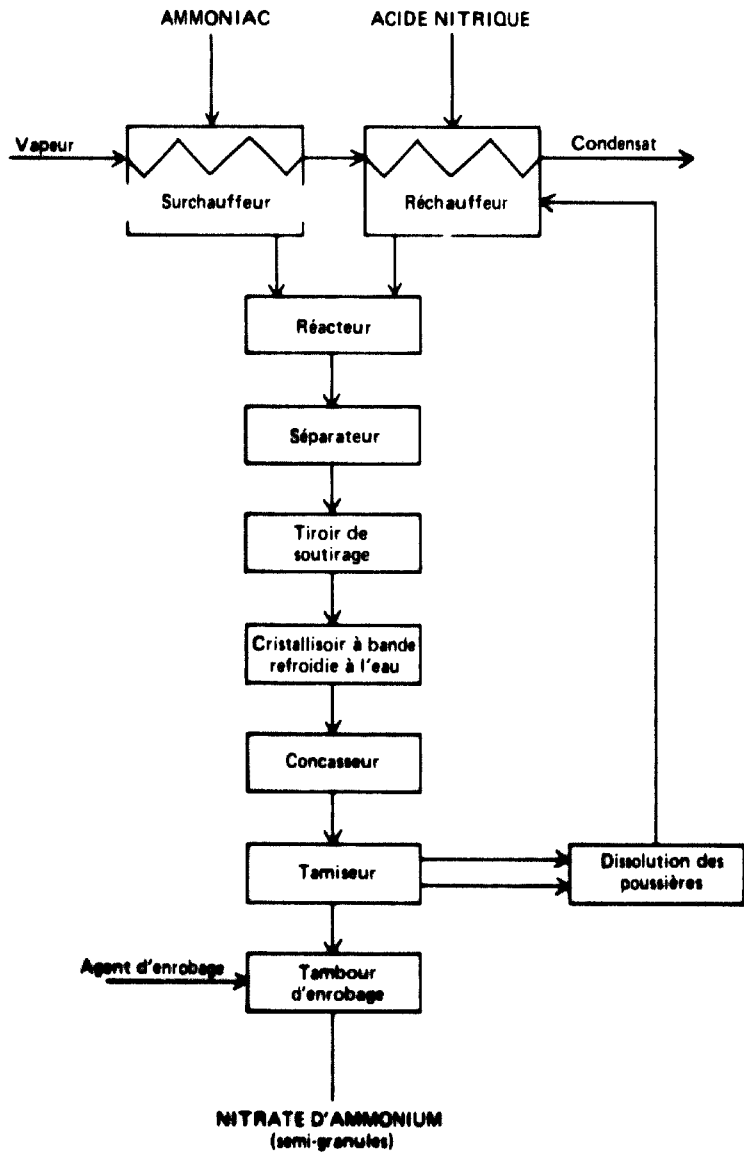 AMMONIAC
ACIDE NITRIQUE
Vapeur
Condensat
Surchauffeur
Réchauffeur
Réacteur
Séparateur
Tiroir de
soutirage
Cristallisoir à bande
refroidie à l'eau
Concasseur
Tamiseur
Dissolution des
poussières
Agent d'enrobage
Tambour
d'enrobage
NITRATE D'AMMONIUM
(semi-granules)